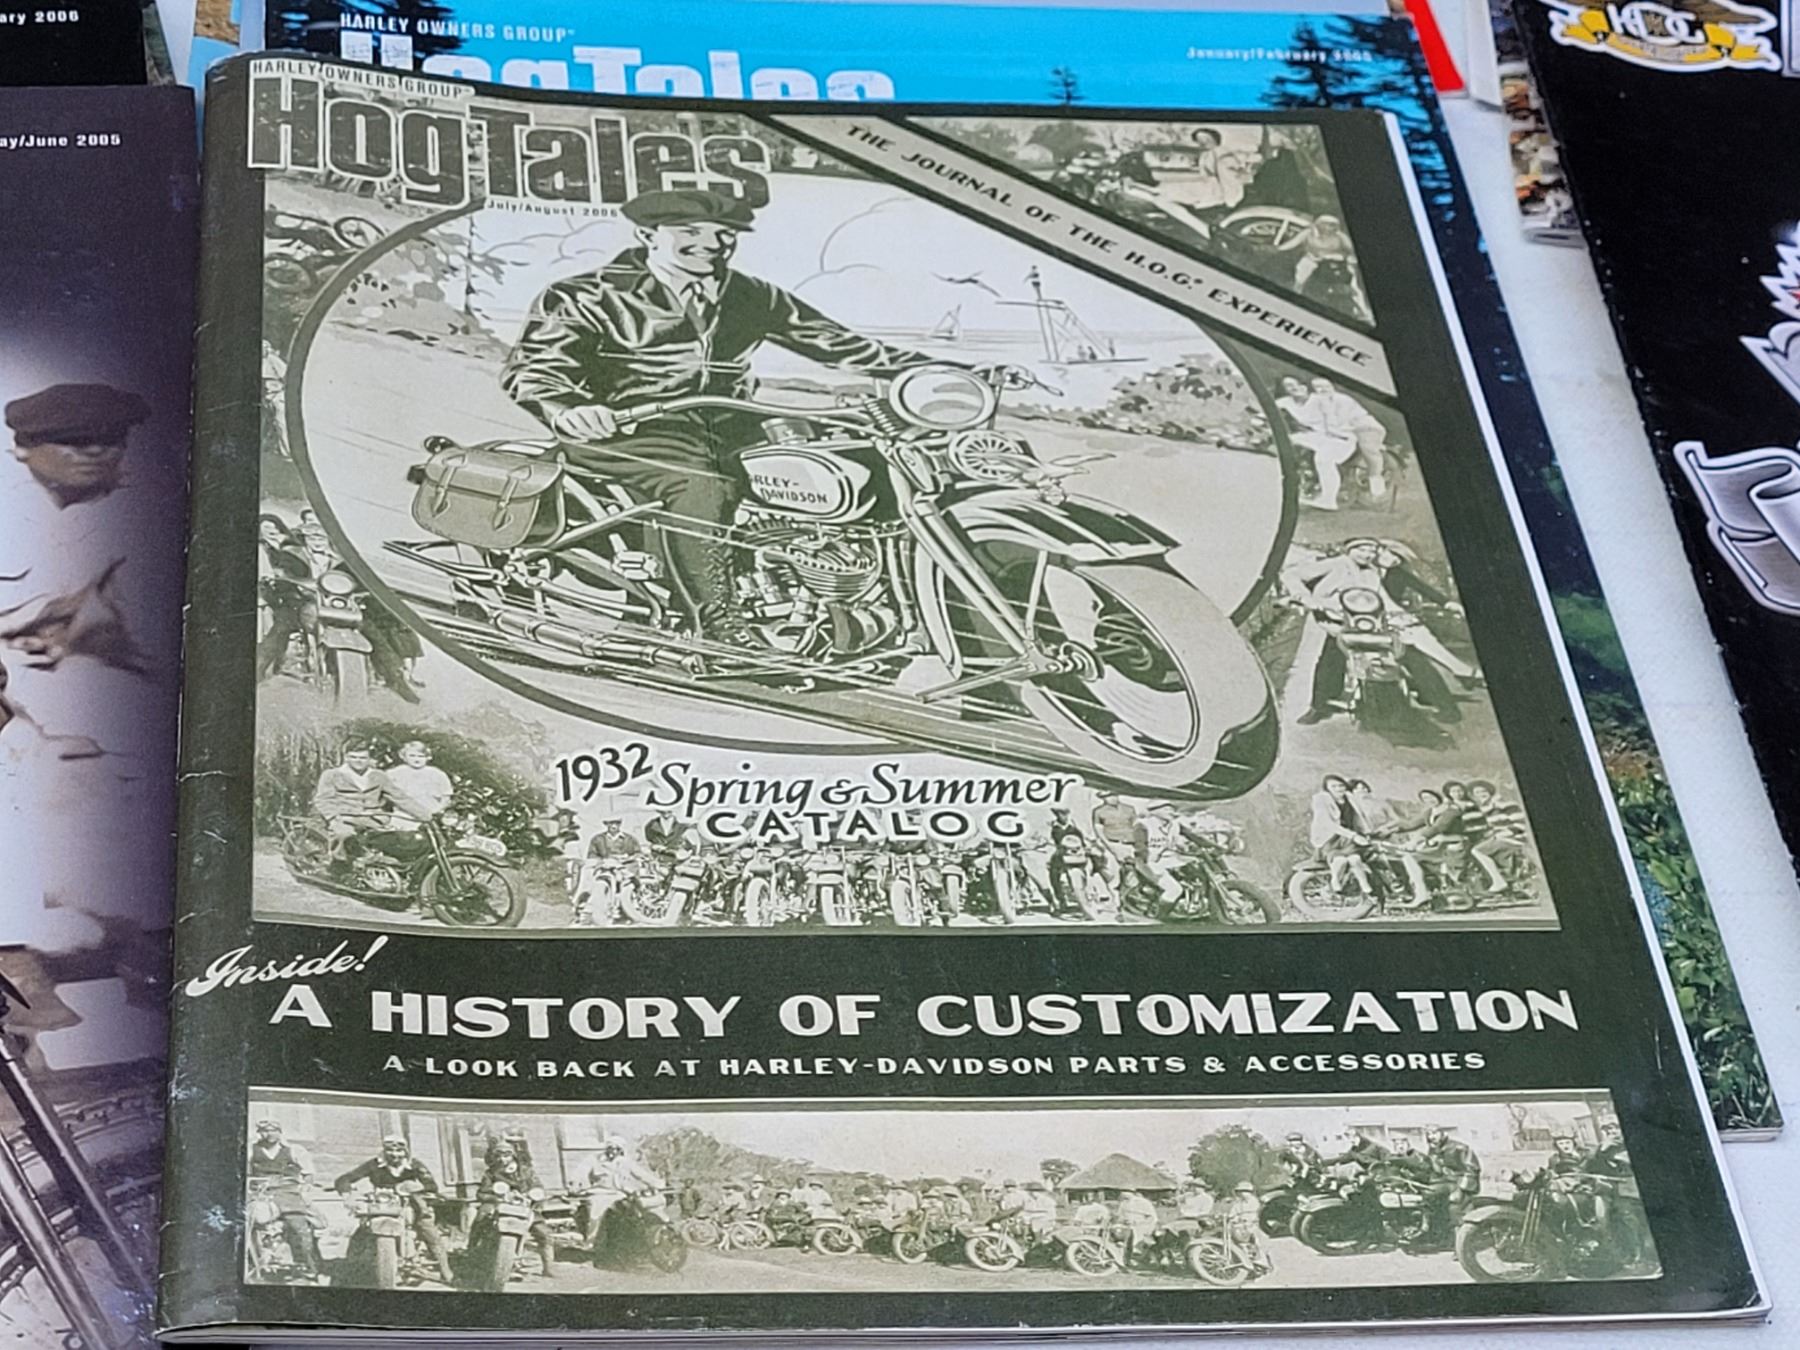 ary 2006
HARLEY OWNERS GROUP
HogTales
January/February 2005
ay/June 2005
HARLEY OWNERS GROUP
HogTales
July/August 2006
THE JOURNAL OF THE H.O.G.® EXPERIENCE
RLEY-
DAVIDSON
1932 Spring & Summer
CATALOG
Inside!
A HISTORY OF CUSTOMIZATION
A LOOK BACK AT HARLEY-DAVIDSON PARTS & ACCESSORIES